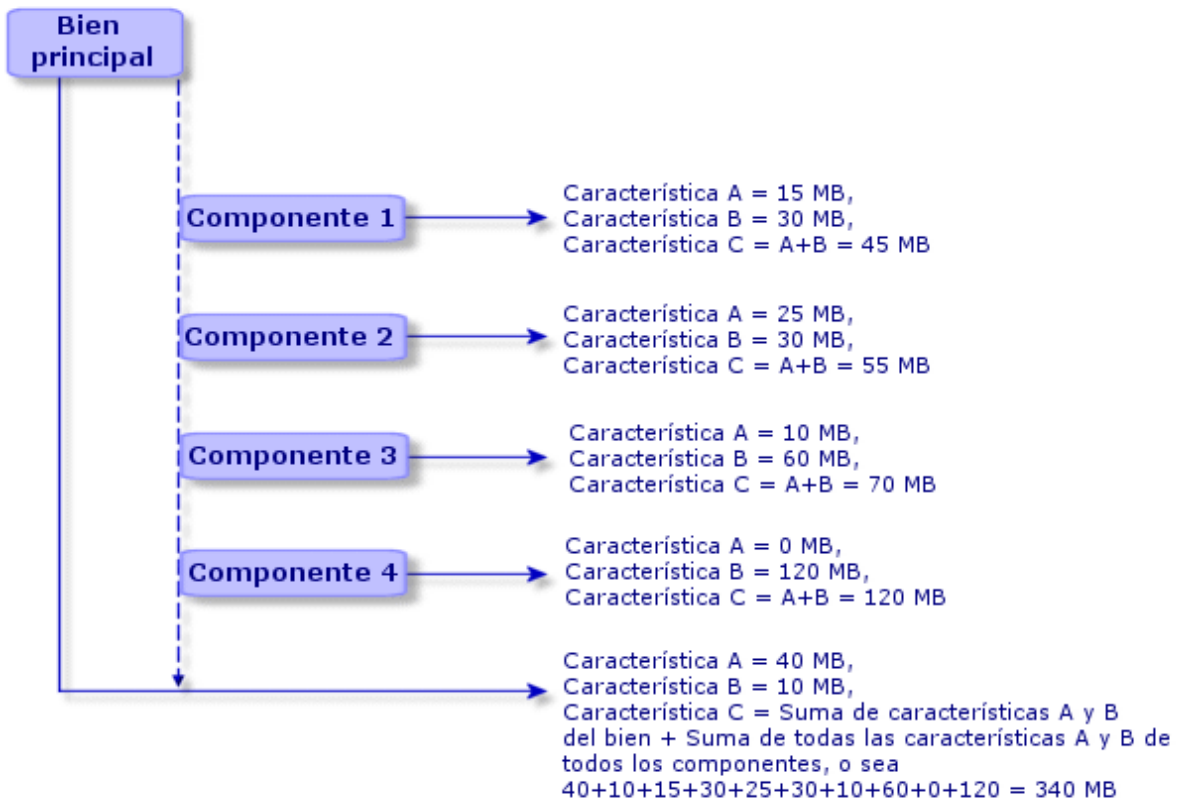 Bien
principal
Componente 1
Característica A = 15 MB,
Característica B = 30 MB,
Característica C = A+B = 45 MB
Componente 2
Característica A = 25 MB,
Característica B = 30 MB,
Característica C = A+B = 55 MB
Componente 3
Característica A = 10 MB,
Característica B = 60 MB,
Característica C = A+B = 70 MB
Componente 4
Característica A = 0 MB,
Característica B = 120 MB,
Característica C = A+B = 120 MB
Característica A = 40 MB,
Característica B = 10 MB,
Característica C = Suma de características A y B
del bien + Suma de todas las características A y B de
todos los componentes, o sea
40+10+15+30+25+30+10+60+0+120 = 340 MB